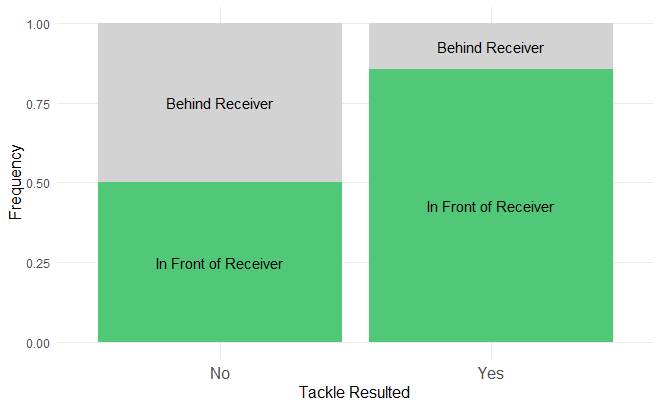 1.00
Behind Receiver
Behind Receiver
0.75
0.50
In Front of Receiver
0.25
In Front of Receiver
0.00
Frequency
No
Yes
Tackle Resulted